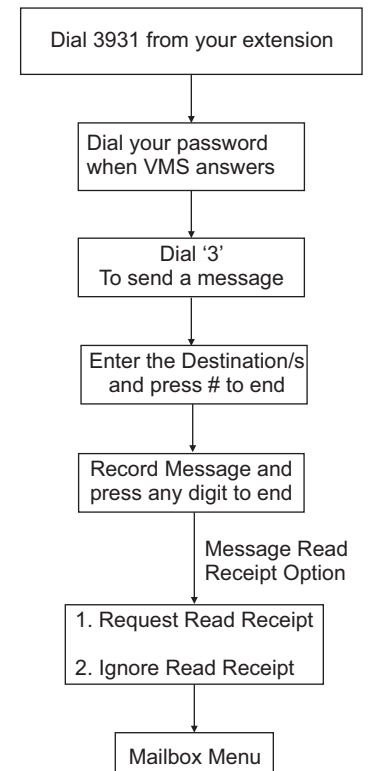 Dial 3931 from your extension
Dial your password
when VMS answers
Dial ‘3’
To send a message
Enter the Destination/s
and press # to end
Record Message and
press any digit to end
Message Read
Receipt Option
1. Request Read Receipt
2. Ignore Read Receipt
Mailbox Menu